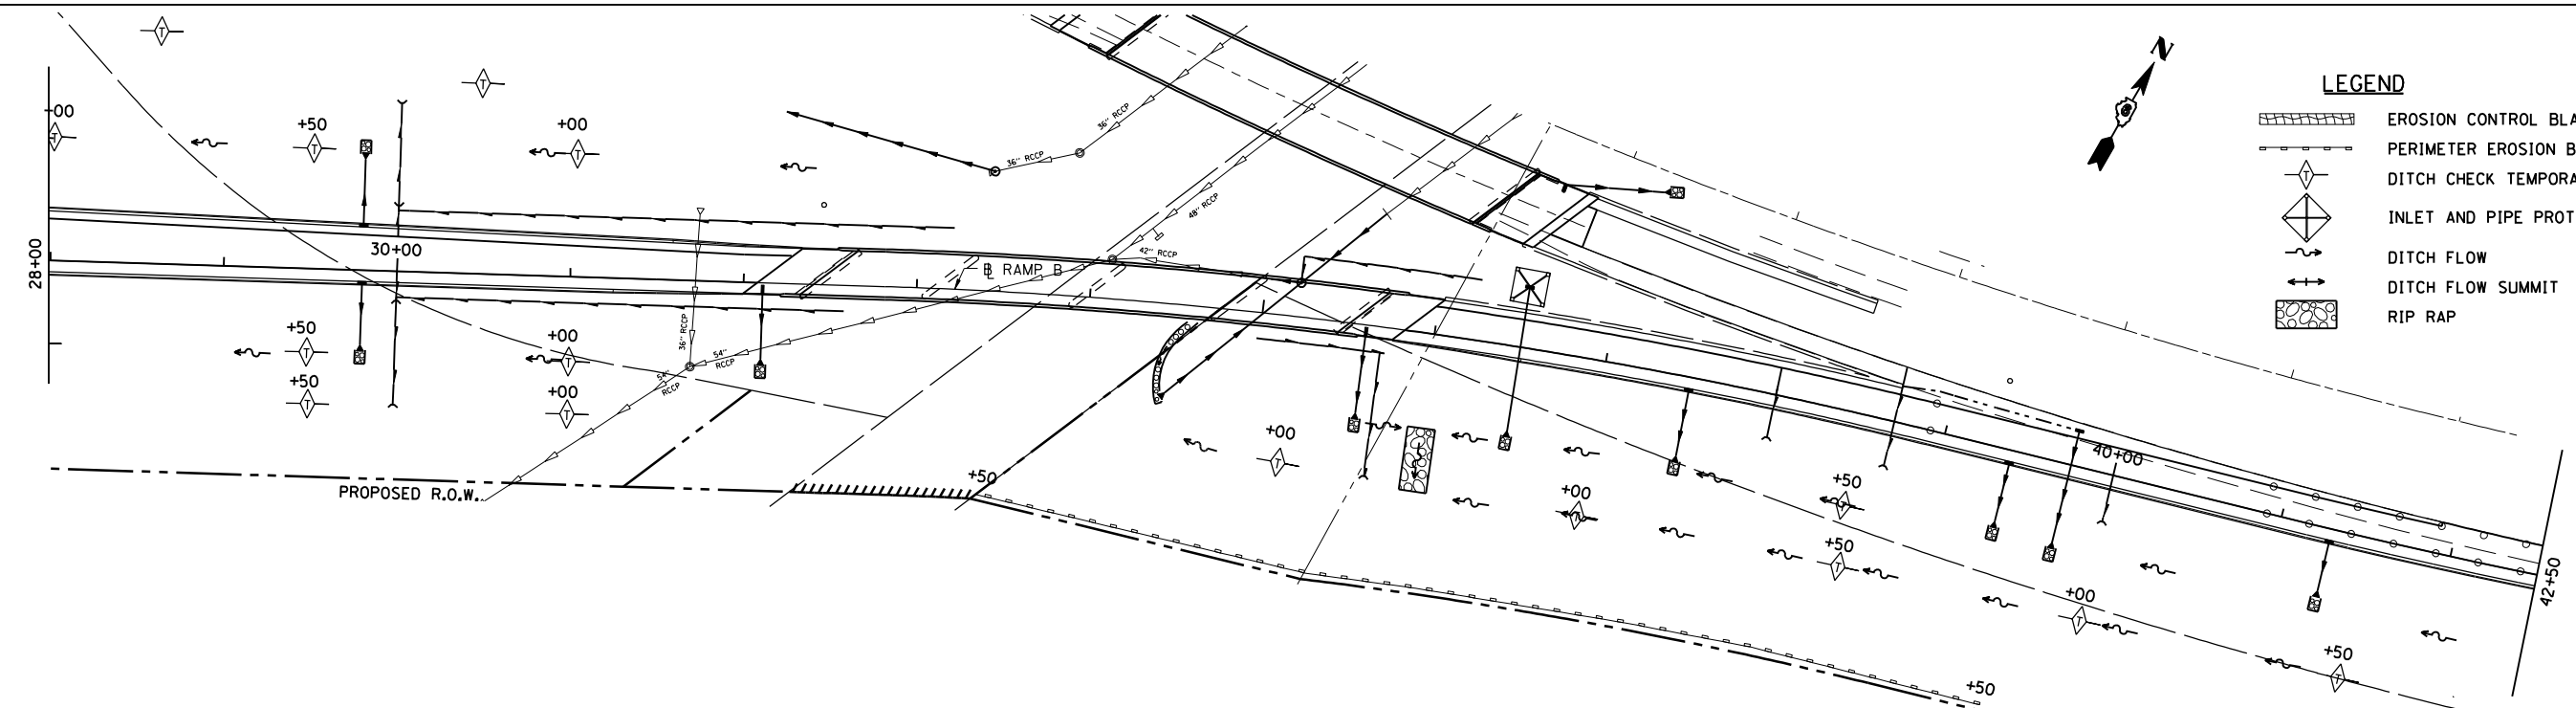 N
LEGEND
EROSION CONTROL BLA
PERIMETER EROSION B
T DITCH CHECK TEMPORA
INLET AND PIPE PROT
DITCH FLOW
DITCH FLOW SUMMIT
RIP RAP
T
T
+00
T
+50
T
+00
T
36" RCCP
36" RCCP
48" RCCP
42" RCCP
28+00
30+00
℄ RAMP B
36" RCCP
54" RCCP
54" RCCP
+50
T
+50
T
+00
T
+00
T
PROPOSED R.O.W.
+50
+00
T
+00
T
+50
T
+50
T
40+00
+00
T
+50
T
42+50
+50